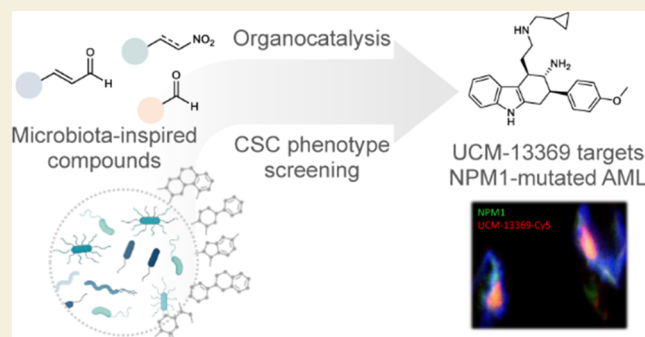 NO₂
O
H
O
H
Microbiota-inspired
compounds
Organocatalysis
CSC phenotype
screening
HN
NH₂
N
H
O
UCM-13369 targets
NPM1-mutated AML
NPM1
UCM-13369-Cy5